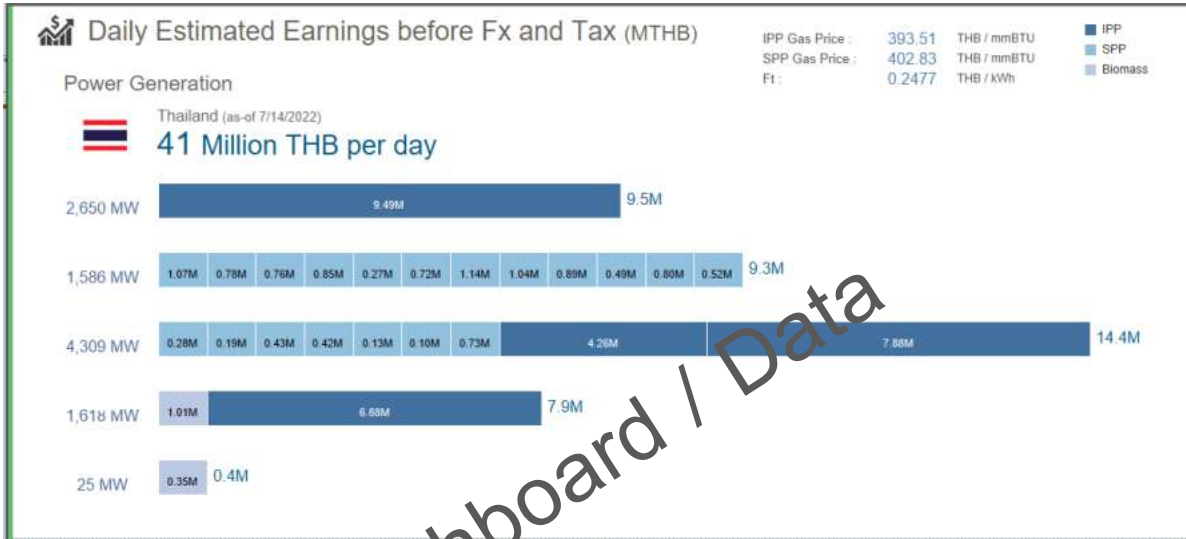 Daily Estimated Earnings before Fx and Tax (MTHB)
IPP Gas Price : 393.51 THB / mmBTU
SPP Gas Price : 402.83 THB / mmBTU
Ft : 0.2477 THB / kWh
IPP
SPP
Biomass
Power Generation
Thailand (as-of 7/14/2022)
41 Million THB per day
2,650 MW 9.49M 9.5M
1,586 MW 1.07M 0.78M 0.76M 0.85M 0.27M 0.72M 1.14M 1.04M 0.89M 0.49M 0.80M 0.52M 9.3M
4,309 MW 0.28M 0.19M 0.43M 0.42M 0.13M 0.10M 0.73M 4.26M 7.88M 14.4M
1,618 MW 1.01M 6.88M 7.9M
25 MW 0.35M 0.4M